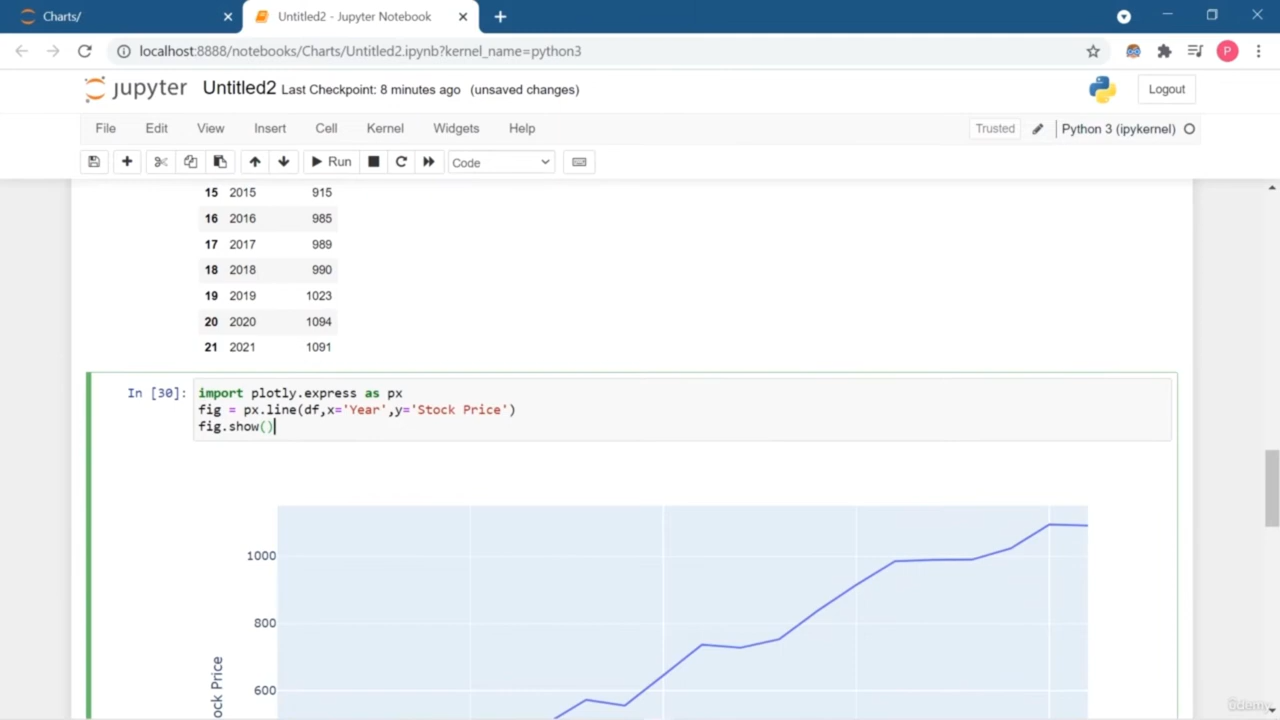 Charts/
Untitled2 - Jupyter Notebook
localhost:8888/notebooks/Charts/Untitled2.ipynb?kernel_name=python3
P
jupyter Untitled2 Last Checkpoint: 8 minutes ago (unsaved changes)
Logout
File Edit View Insert Cell Kernel Widgets Help
Trusted
Python 3 (ipykernel)
Run
Code
15 2015 915
16 2016 985
17 2017 989
18 2018 990
19 2019 1023
20 2020 1094
21 2021 1091
In [30]:
import plotly.express as px
fig = px.line(df,x='Year',y='Stock Price')
fig.show()
1000
800
600
ock Price
ûdemy